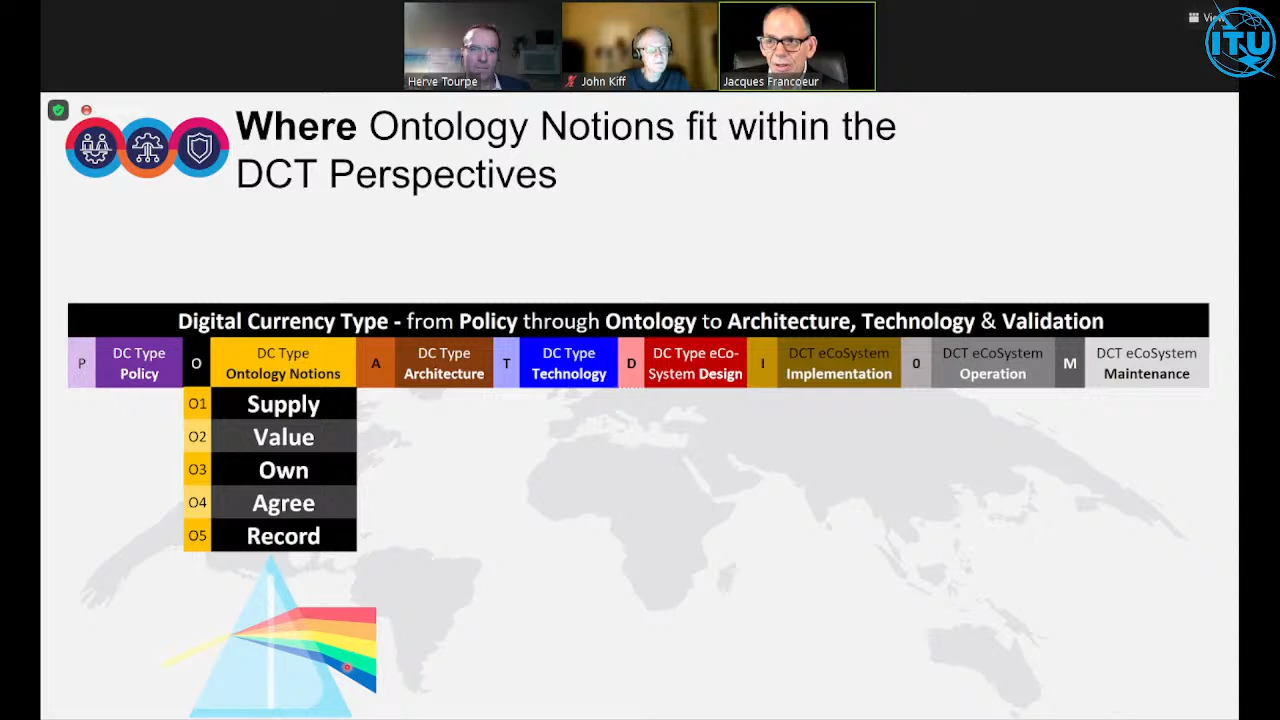 View
ITU
Herve Tourpe
John Kiff
Jacques Francoeur
Where Ontology Notions fit within the
DCT Perspectives
Digital Currency Type - from Policy through Ontology to Architecture, Technology & Validation
P
DC Type
Policy
O
DC Type
Ontology Notions
A
DC Type
Architecture
T
DC Type
Technology
D
DC Type eCo-
System Design
I
DCT eCoSystem
Implementation
0
DCT eCoSystem
Operation
M
DCT eCoSystem
Maintenance
O1 Supply
O2 Value
O3 Own
O4 Agree
O5 Record